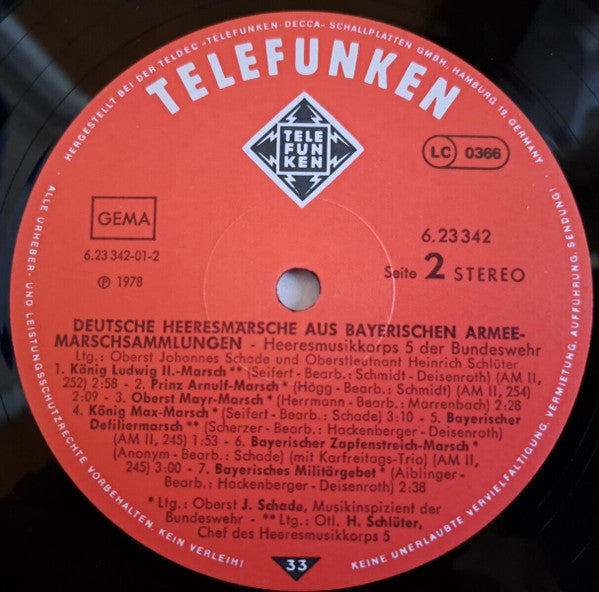 HERGESTELLT BEI DER TELDEC »TELEFUNKEN-DECCA« SCHALLPLATTEN GMBH, HAMBURG 19 GERMANY
TELEFUNKEN
TELE
FUN
KEN
LC 0366
GEMA
6.23 342-01-2
℗ 1978
6.23 342
Seite 2 STEREO
DEUTSCHE HEERESMÄRSCHE AUS BAYERISCHEN ARMEE-
MARSCHSAMMLUNGEN - Heeresmusikkorps 5 der Bundeswehr
Ltg.: Oberst Johannes Schade und Oberstleutnant Heinrich Schlüter
1. König Ludwig II.-Marsch** (Seifert - Bearb.: Schmidt - Deisenroth) (AM II,
252) 2:58 - 2. Prinz Arnulf-Marsch* (Högg - Bearb.: Schmidt) (AM II, 254)
2:09 - 3. Oberst Mayr-Marsch* (Herrmann - Bearb.: Marrenbach) 2:28
4. König Max-Marsch* (Seifert - Bearb.: Schade) 3:10 - 5. Bayerischer
Defiliermarsch** (Scherzer - Bearb.: Hackenberger - Deisenroth)
(AM II, 245) 1:53 - 6. Bayerischer Zapfenstreich-Marsch*
(Anonym - Bearb.: Schade) (mit Karfreitags-Trio) (AM II,
245) 3:00 - 7. Bayerisches Militärgebet* (Aiblinger -
Bearb.: Hackenberger - Deisenroth) 2:38
* Ltg.: Oberst J. Schade, Musikinspizient der
Bundeswehr - ** Ltg.: Otl. H. Schlüter,
Chef des Heeresmusikkorps 5
33
ALLE URHEBER- UND LEISTUNGSSCHUTZRECHTE VORBEHALTEN. KEIN VERLEIH!
KEINE UNERLAUBTE VERVIELFÄLTIGUNG, VERMIETUNG, AUFFÜHRUNG, SENDUNG!